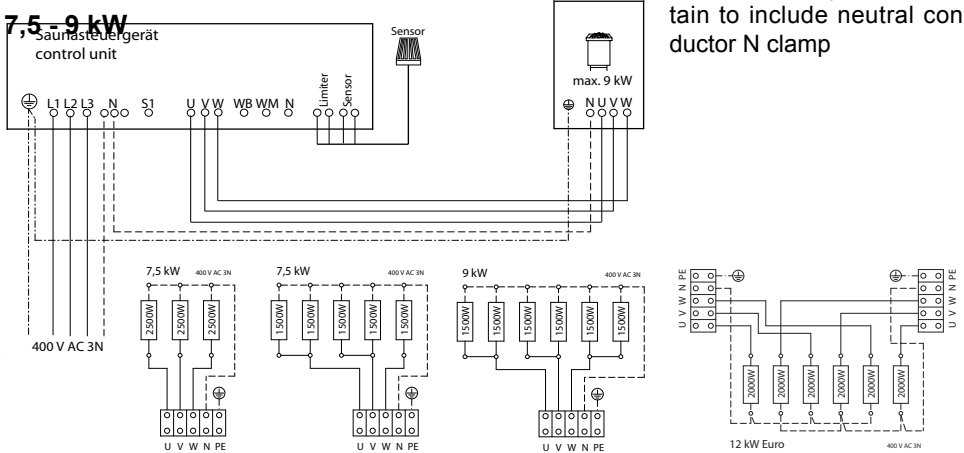 7,5 - 9 kW
Saunasteuergerät
control unit
Sensor
max. 9 kW
tain to include neutral con
ductor N clamp
L1 L2 L3 N S1 U V W WB WM N Limiter Sensor
N U V W
400 V AC 3N
7,5 kW 400 V AC 3N
2500W 2500W 2500W
U V W N PE
7,5 kW 400 V AC 3N
1500W 1500W 1500W 1500W 1500W
U V W N PE
9 kW 400 V AC 3N
1500W 1500W 1500W 1500W 1500W 1500W
U V W N PE
U V W N PE
U V W N PE
2000W 2000W 2000W 2000W 2000W 2000W
12 kW Euro 400 V AC 3N